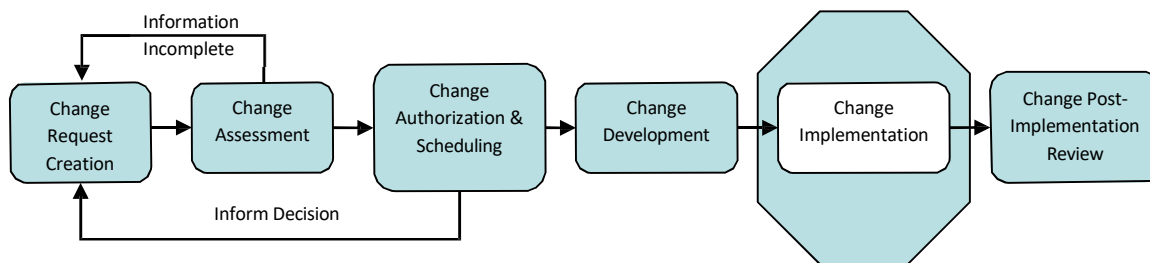 Information
Incomplete
Change
Request
Creation
Change
Assessment
Change
Authorization &
Scheduling
Change
Development
Change
Implementation
Change Post-
Implementation
Review
Inform Decision